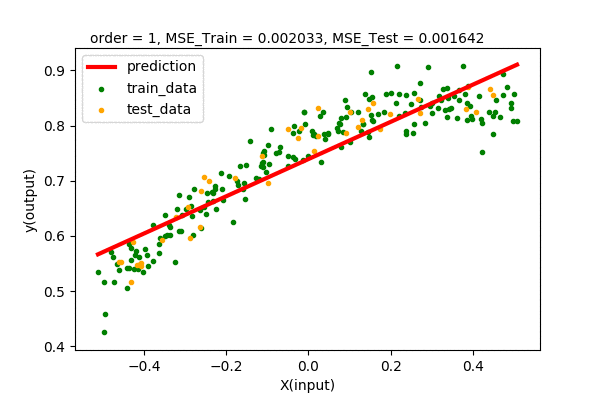 order = 1, MSE_Train = 0.002033, MSE_Test = 0.001642
prediction
train_data
test_data
y(output)
0.9
0.8
0.7
0.6
0.5
0.4
−0.4 −0.2 0.0 0.2 0.4
X(input)